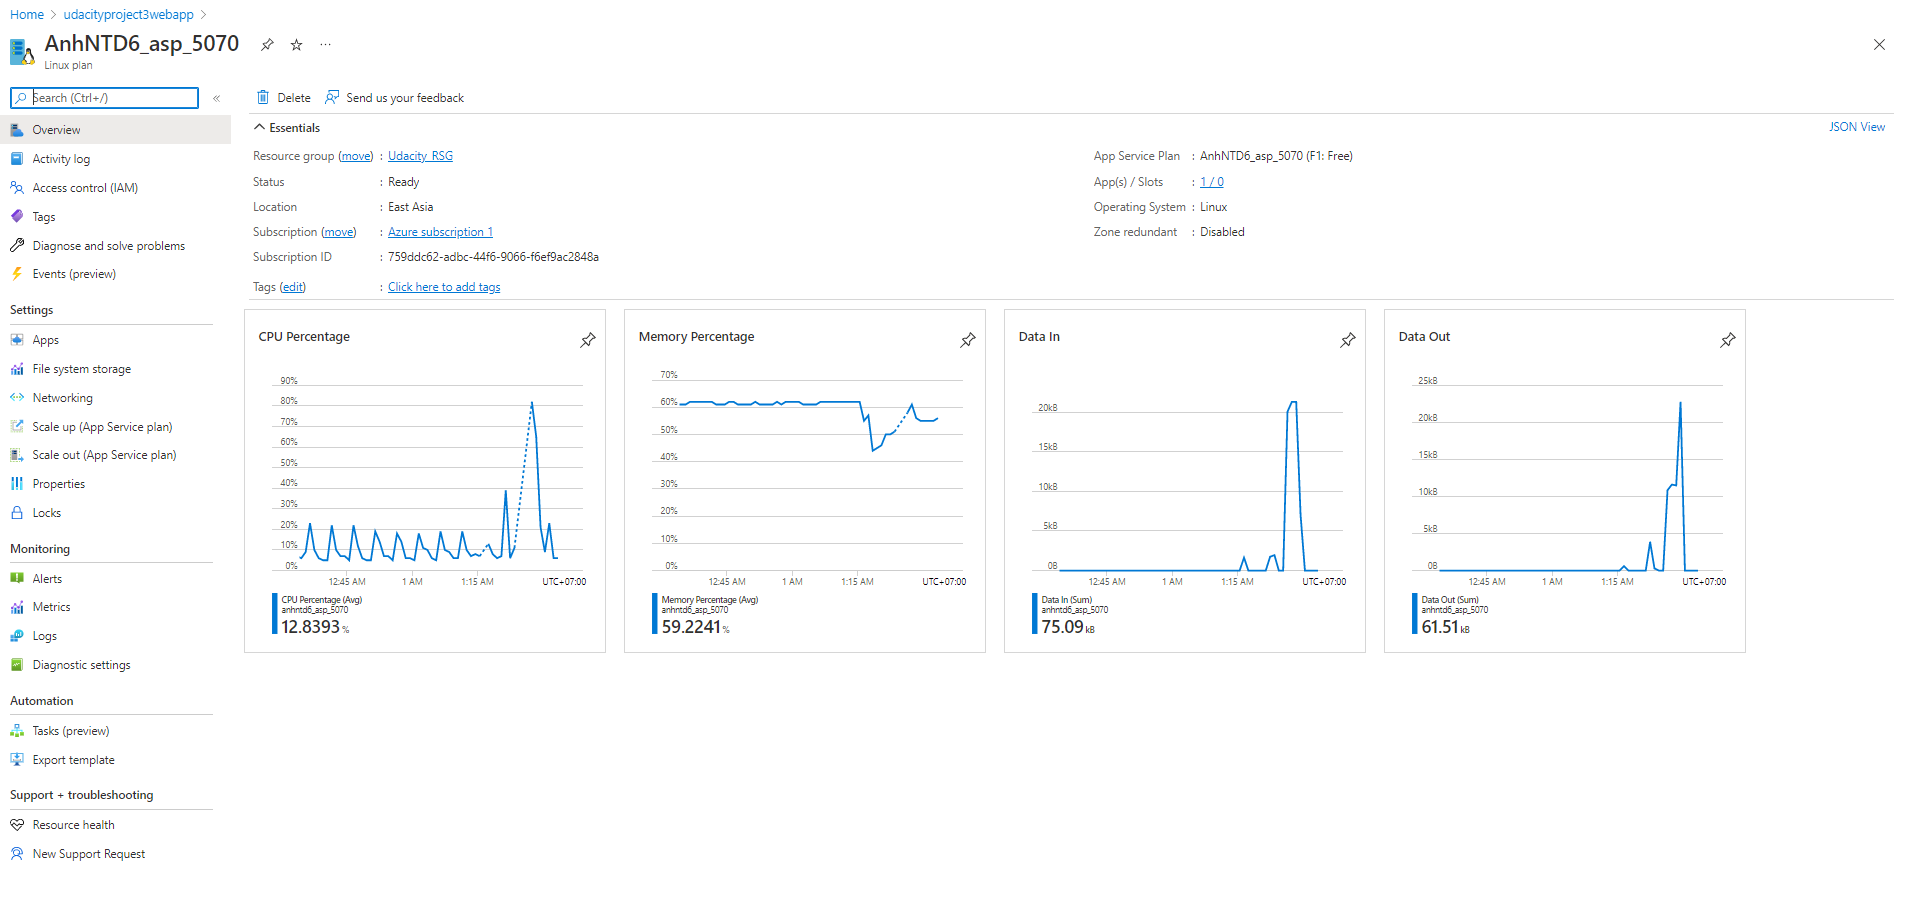 Home > udacityproject3webapp >
AnhNTD6_asp_5070 ...
Linux plan
Search (Ctrl+/) «
Overview
Activity log
Access control (IAM)
Tags
Diagnose and solve problems
Events (preview)
Settings
Apps
File system storage
Networking
Scale up (App Service plan)
Scale out (App Service plan)
Properties
Locks
Monitoring
Alerts
Metrics
Logs
Diagnostic settings
Automation
Tasks (preview)
Export template
Support + troubleshooting
Resource health
New Support Request
Delete Send us your feedback
Essentials JSON View
Resource group (move) : Udacity_RSG
Status : Ready
Location : East Asia
Subscription (move) : Azure subscription 1
Subscription ID : 759ddc62-adbc-44f6-9066-f6ef9ac2848a
Tags (edit) : Click here to add tags
App Service Plan : AnhNTD6_asp_5070 (F1: Free)
App(s) / Slots : 1 / 0
Operating System : Linux
Zone redundant : Disabled
CPU Percentage
90%
80%
70%
60%
50%
40%
30%
20%
10%
0%
12:45 AM 1 AM 1:15 AM UTC+07:00
CPU Percentage (Avg)
anhntd6_asp_5070
12.8393 %
Memory Percentage
70%
60%
50%
40%
30%
20%
10%
0%
12:45 AM 1 AM 1:15 AM UTC+07:00
Memory Percentage (Avg)
anhntd6_asp_5070
59.2241 %
Data In
20kB
15kB
10kB
5kB
0B
12:45 AM 1 AM 1:15 AM UTC+07:00
Data In (Sum)
anhntd6_asp_5070
75.09 kB
Data Out
25kB
20kB
15kB
10kB
5kB
0B
12:45 AM 1 AM 1:15 AM UTC+07:00
Data Out (Sum)
anhntd6_asp_5070
61.51 kB